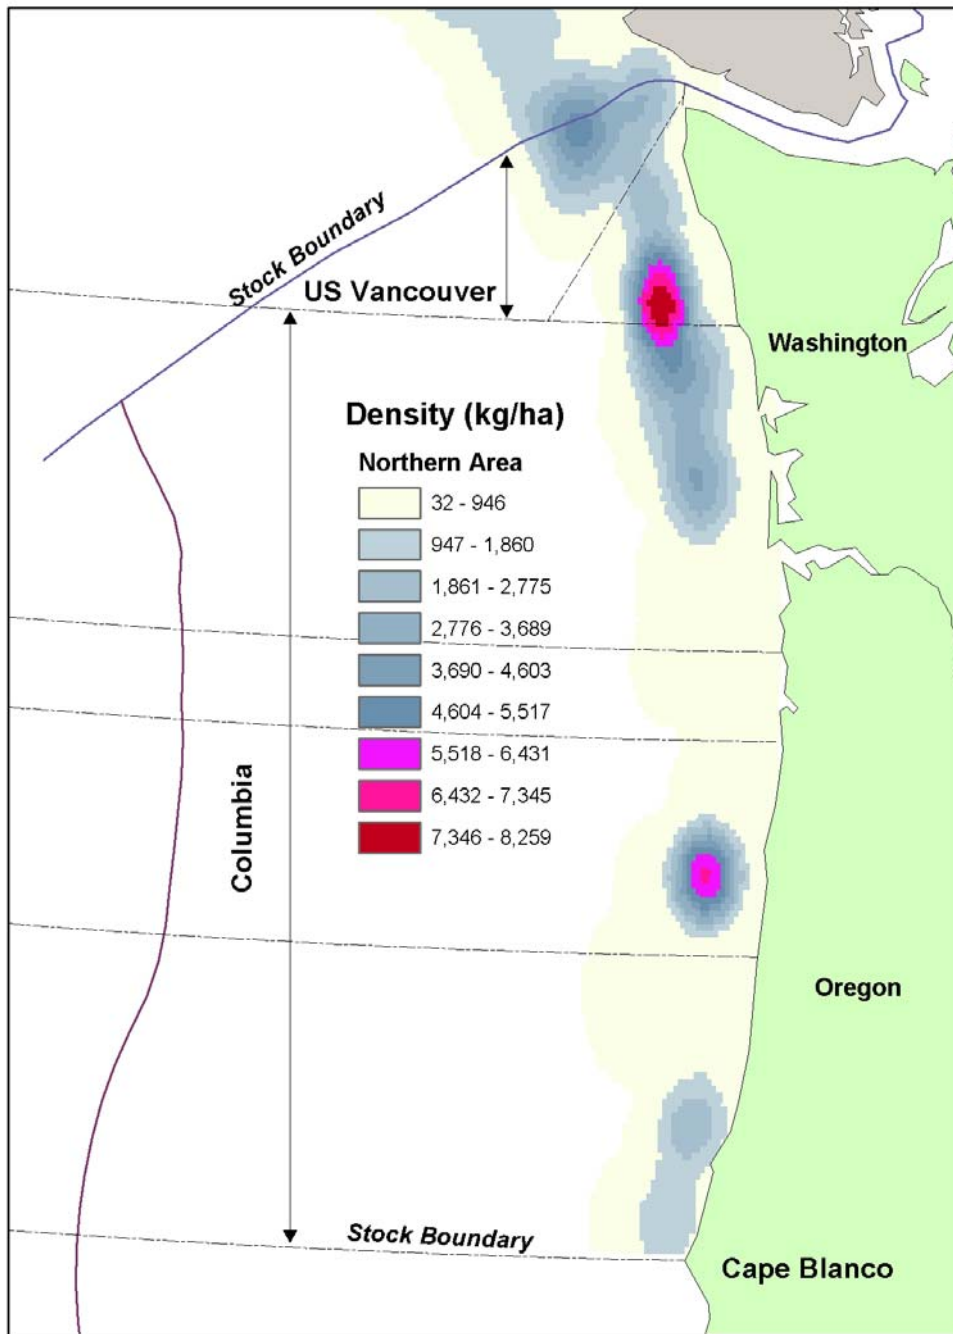 Stock Boundary
US Vancouver
Washington
Density (kg/ha)
Northern Area
32 - 946
947 - 1,860
1,861 - 2,775
2,776 - 3,689
3,690 - 4,603
4,604 - 5,517
5,518 - 6,431
6,432 - 7,345
7,346 - 8,259
Columbia
Oregon
Stock Boundary
Cape Blanco